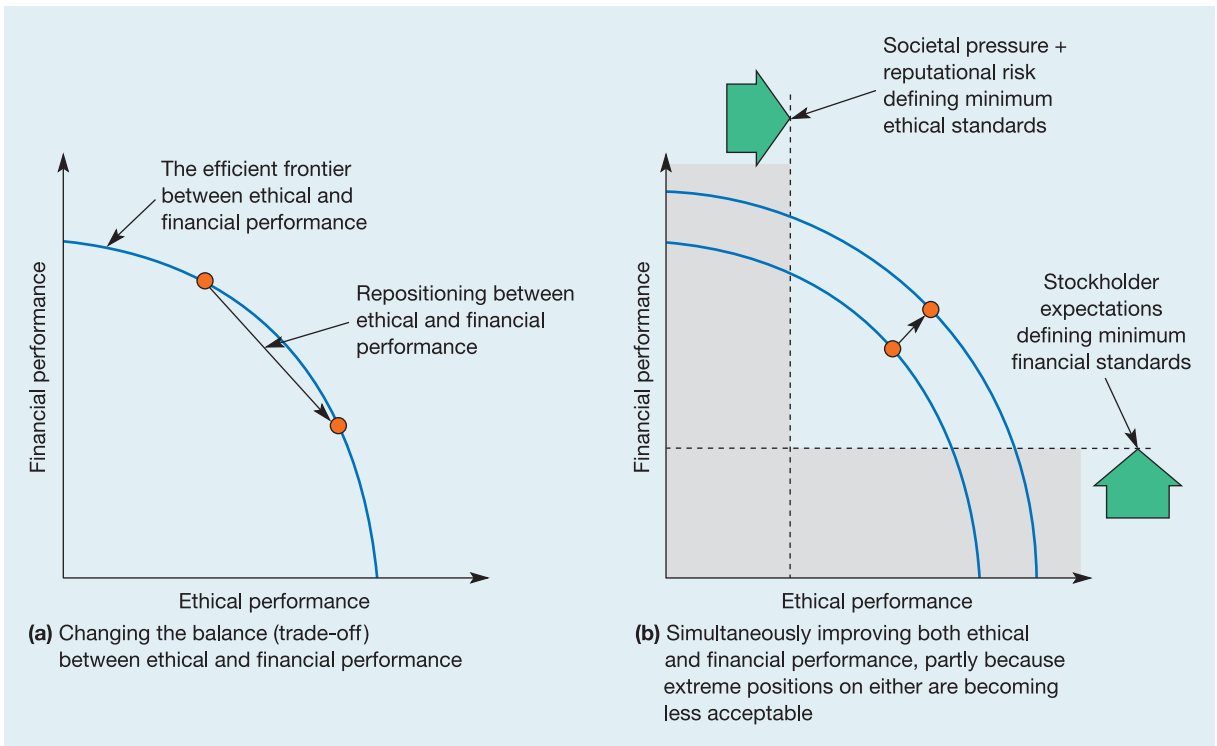 The efficient frontier
between ethical and
financial performance
Repositioning between
ethical and financial
performance
Financial performance
Ethical performance
(a) Changing the balance (trade-off)
between ethical and financial performance
Societal pressure +
reputational risk
defining minimum
ethical standards
Stockholder
expectations
defining minimum
financial standards
Financial performance
Ethical performance
(b) Simultaneously improving both ethical
and financial performance, partly because
extreme positions on either are becoming
less acceptable